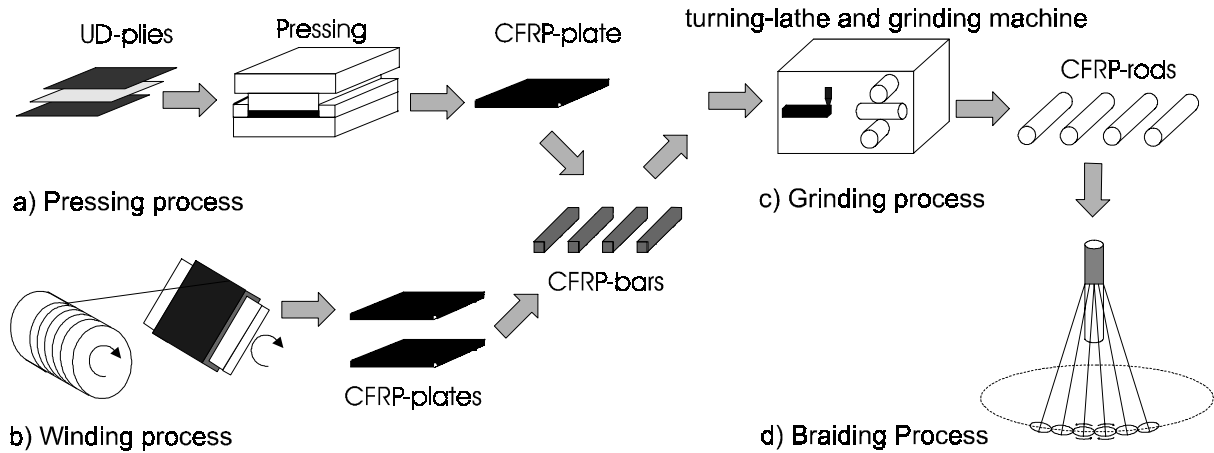 UD-plies
Pressing
CFRP-plate
turning-lathe and grinding machine
CFRP-rods
a) Pressing process
c) Grinding process
CFRP-bars
CFRP-plates
b) Winding process
d) Braiding Process